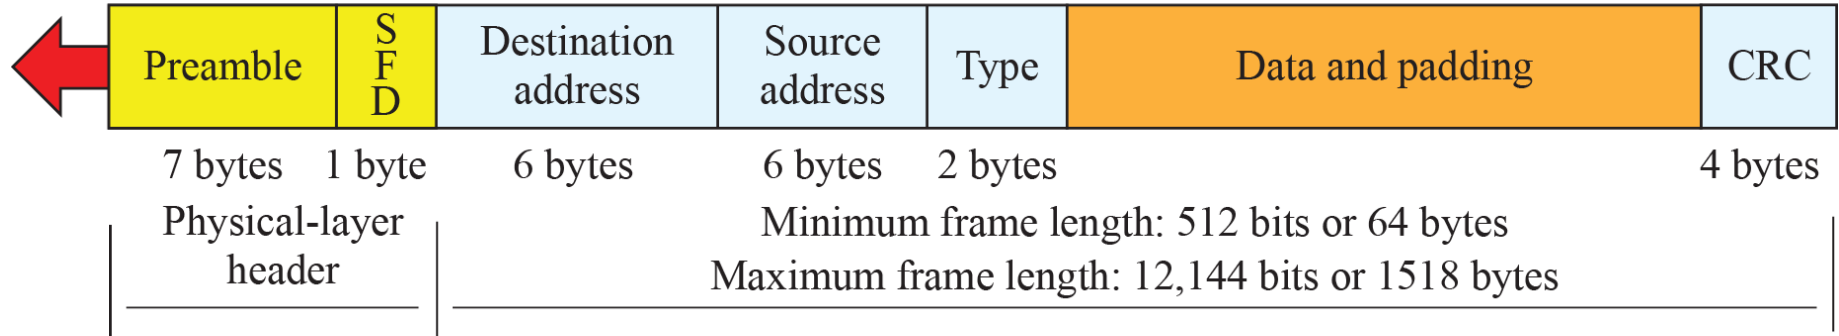 Preamble
S
F
D
Destination
address
Source
address
Type
Data and padding
CRC
7 bytes
1 byte
6 bytes
6 bytes
2 bytes
4 bytes
Physical-layer
header
Minimum frame length: 512 bits or 64 bytes
Maximum frame length: 12,144 bits or 1518 bytes